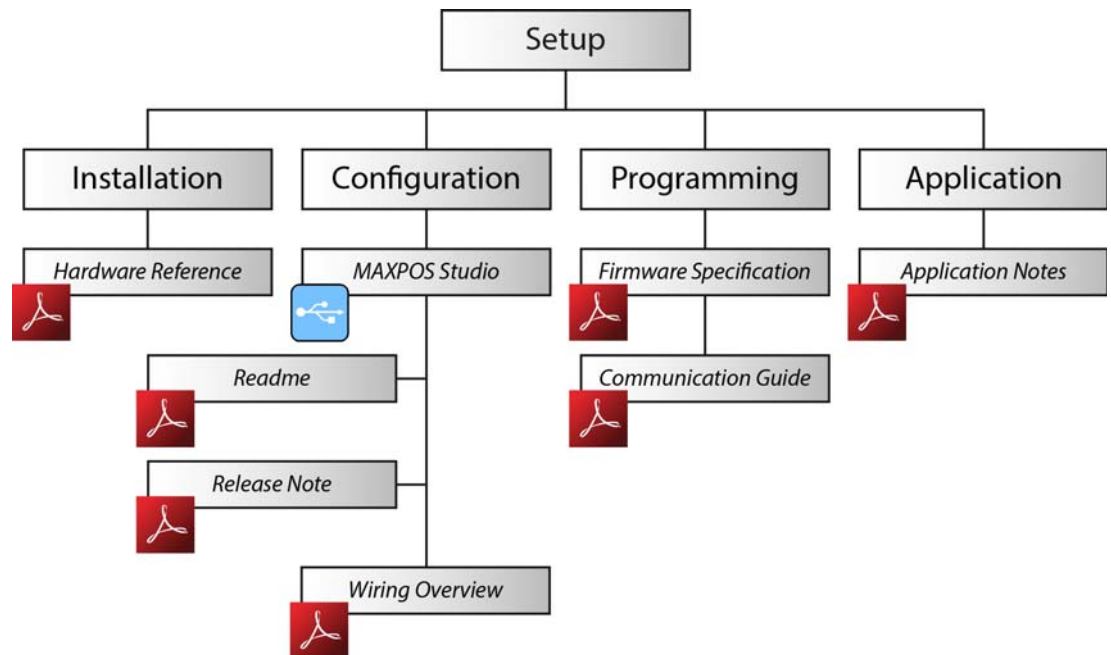 Setup
Installation
Configuration
Programming
Application
Hardware Reference
MAXPOS Studio
Firmware Specification
Application Notes
Readme
Communication Guide
Release Note
Wiring Overview